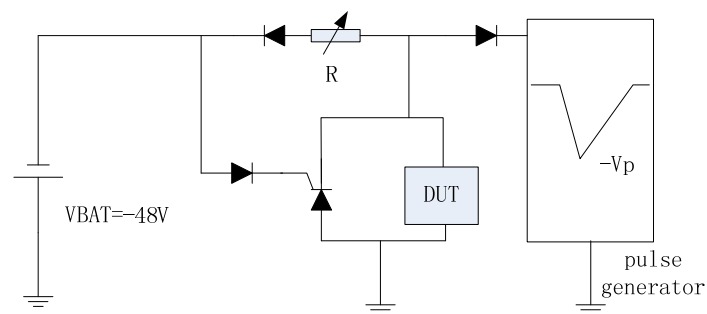 R
-Vp
DUT
VBAT=-48V
pulse
generator